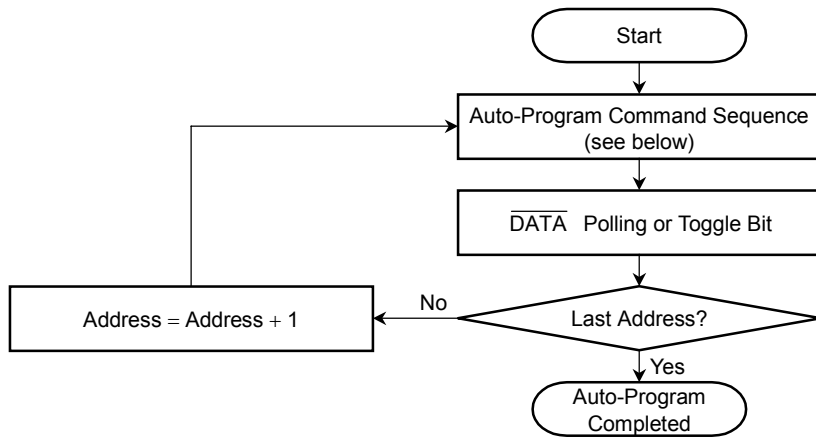 Start
Auto-Program Command Sequence
(see below)
DATA Polling or Toggle Bit
Address = Address + 1
No
Last Address?
Yes
Auto-Program
Completed